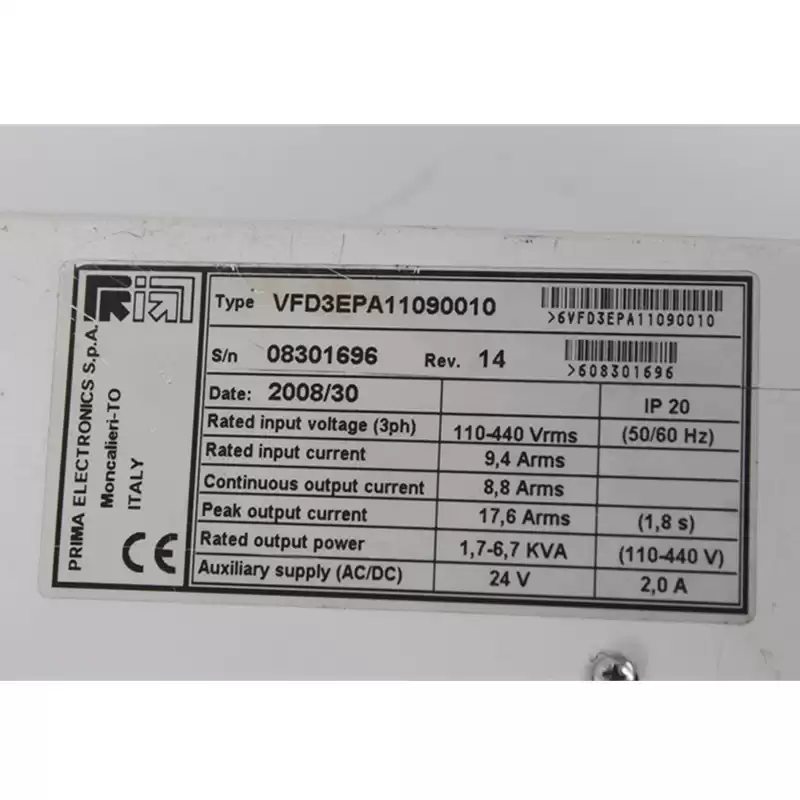 PRIMA ELECTRONICS S.p.A.
Moncalieri-TO
ITALY
CE
Type VFD3EPA11090010
>6VFD3EPA11090010
S/n 08301696 Rev. 14
>608301696
Date: 2008/30 IP 20
Rated input voltage (3ph) 110-440 Vrms (50/60 Hz)
Rated input current 9,4 Arms
Continuous output current 8,8 Arms
Peak output current 17,6 Arms (1,8 s)
Rated output power 1,7-6,7 KVA (110-440 V)
Auxiliary supply (AC/DC) 24 V 2,0 A